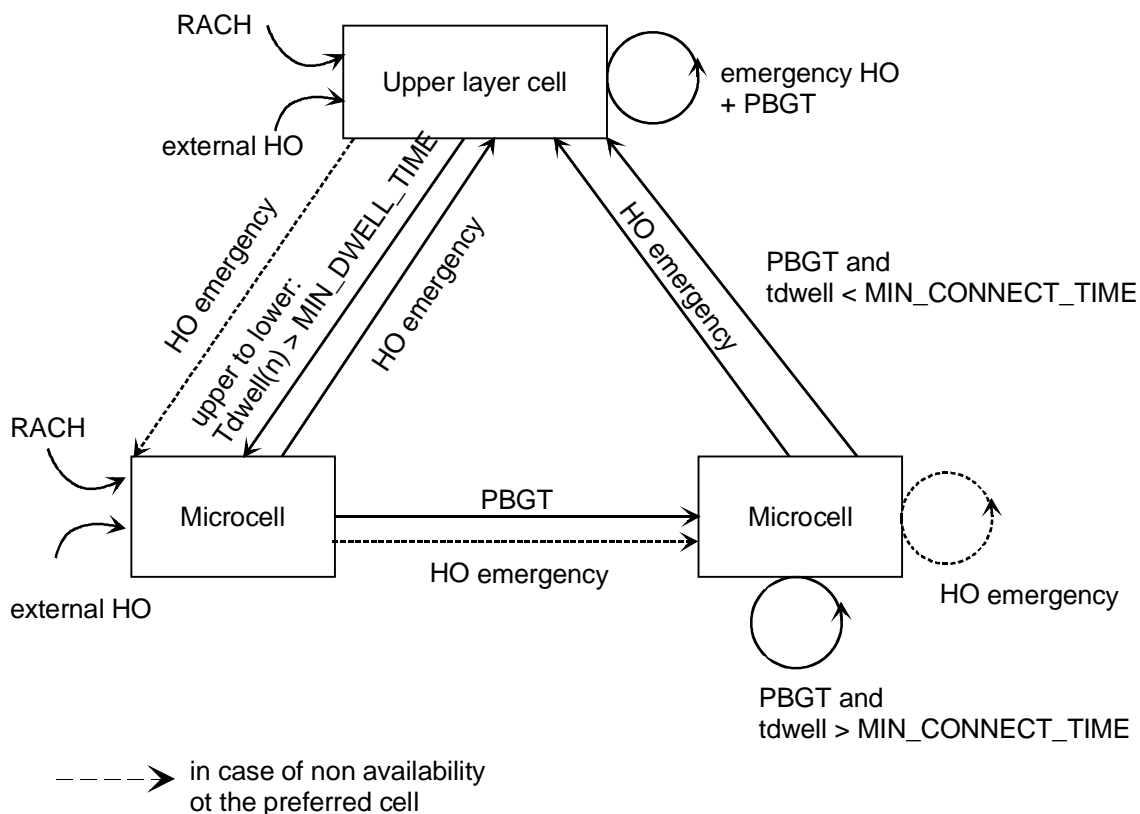 RACH
Upper layer cell
emergency HO
+ PBGT
external HO
HO emergency
upper to lower:
Tdwell(n) > MIN_DWELL_TIME
HO emergency
HO emergency
PBGT and
tdwell < MIN_CONNECT_TIME
RACH
Microcell
PBGT
Microcell
HO emergency
HO emergency
external HO
PBGT and
tdwell > MIN_CONNECT_TIME
in case of non availability
ot the preferred cell